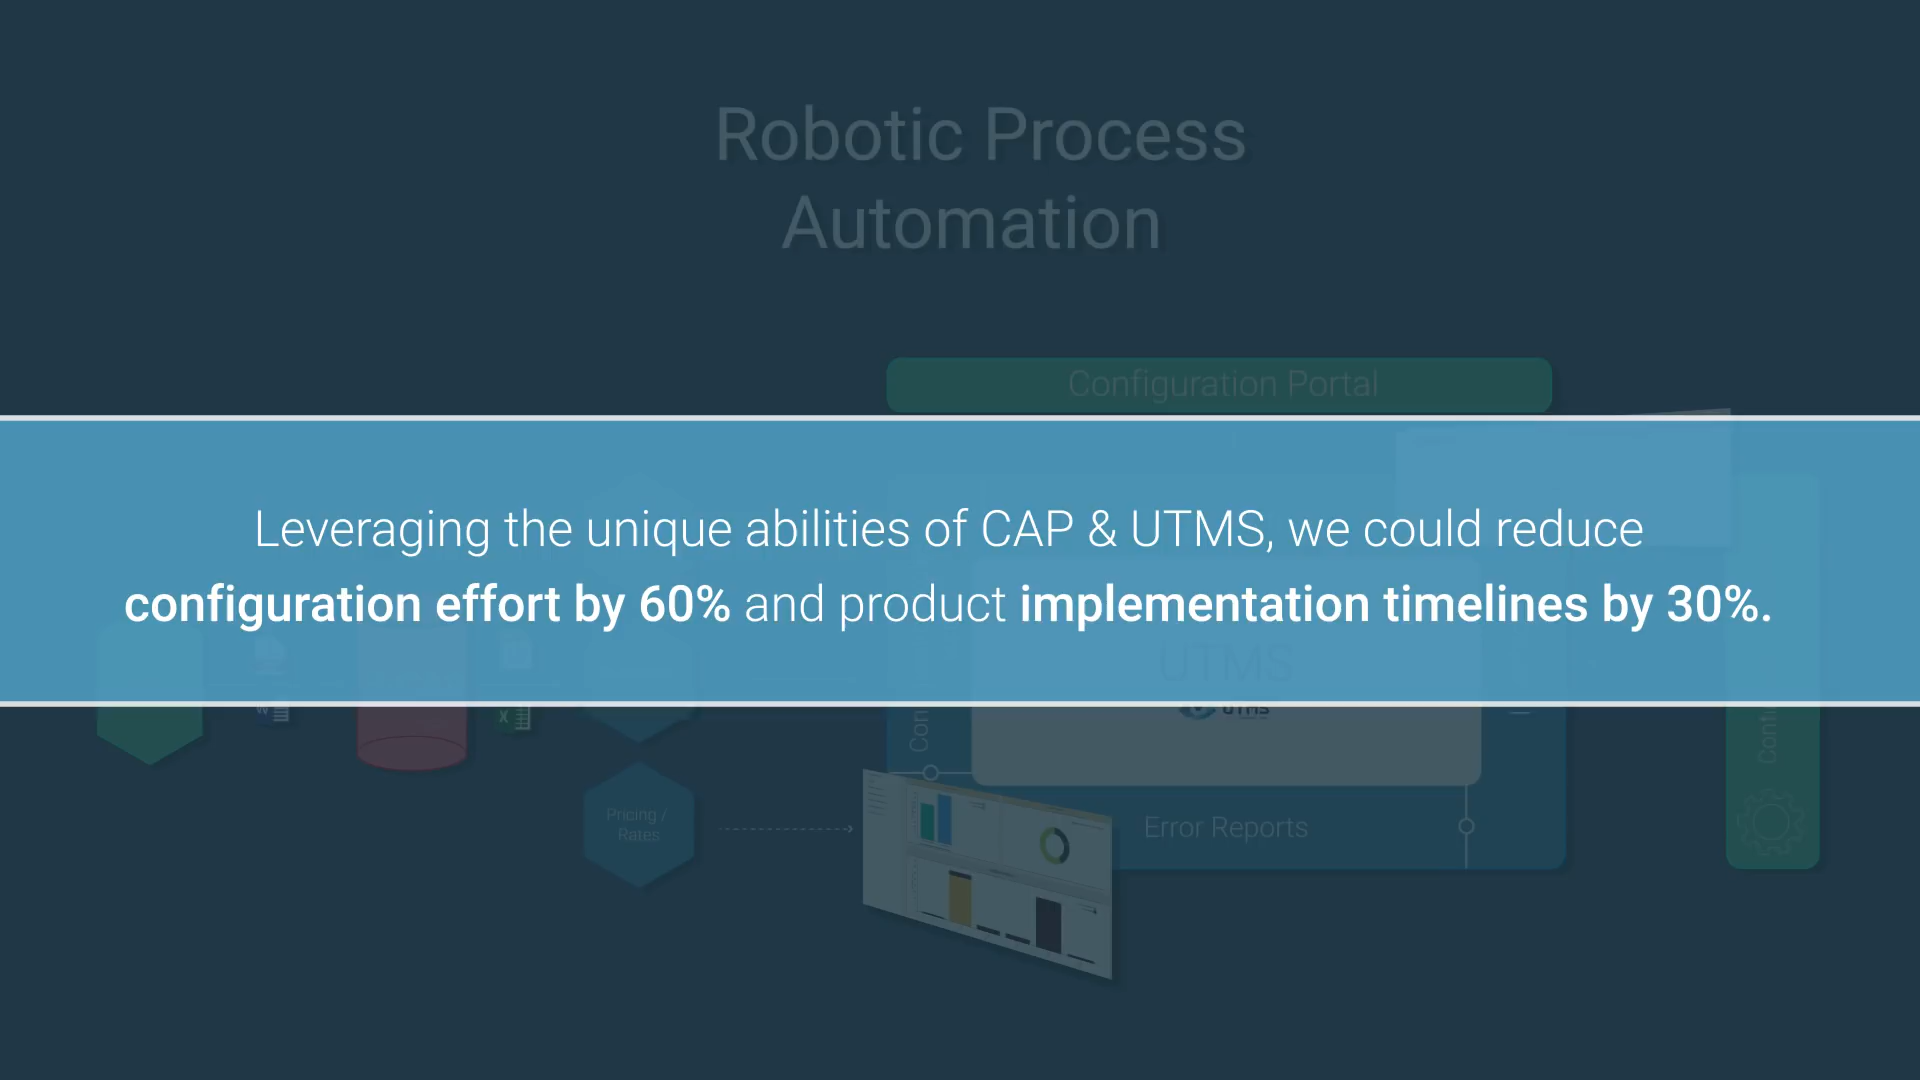 Robotic Process
Automation
Configuration Portal
Leveraging the unique abilities of CAP & UTMS, we could reduce
configuration effort by 60% and product implementation timelines by 30%.
UTMS
UTMS
Pricing /
Rates
Error Reports